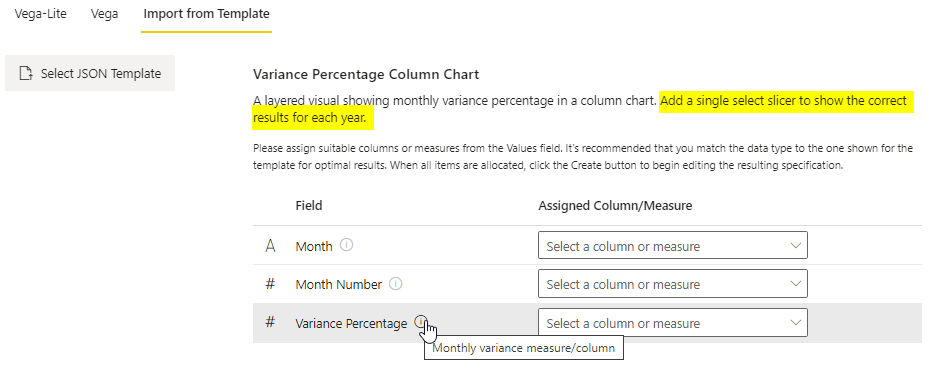 Vega-Lite Vega Import from Template
Select JSON Template
Variance Percentage Column Chart
A layered visual showing monthly variance percentage in a column chart. Add a single select slicer to show the correct
results for each year.
Please assign suitable columns or measures from the Values field. It's recommended that you match the data type to the one shown for the
template for optimal results. When all items are allocated, click the Create button to begin editing the resulting specification.
Field Assigned Column/Measure
A Month Select a column or measure
# Month Number Select a column or measure
# Variance Percentage Select a column or measure
Monthly variance measure/column